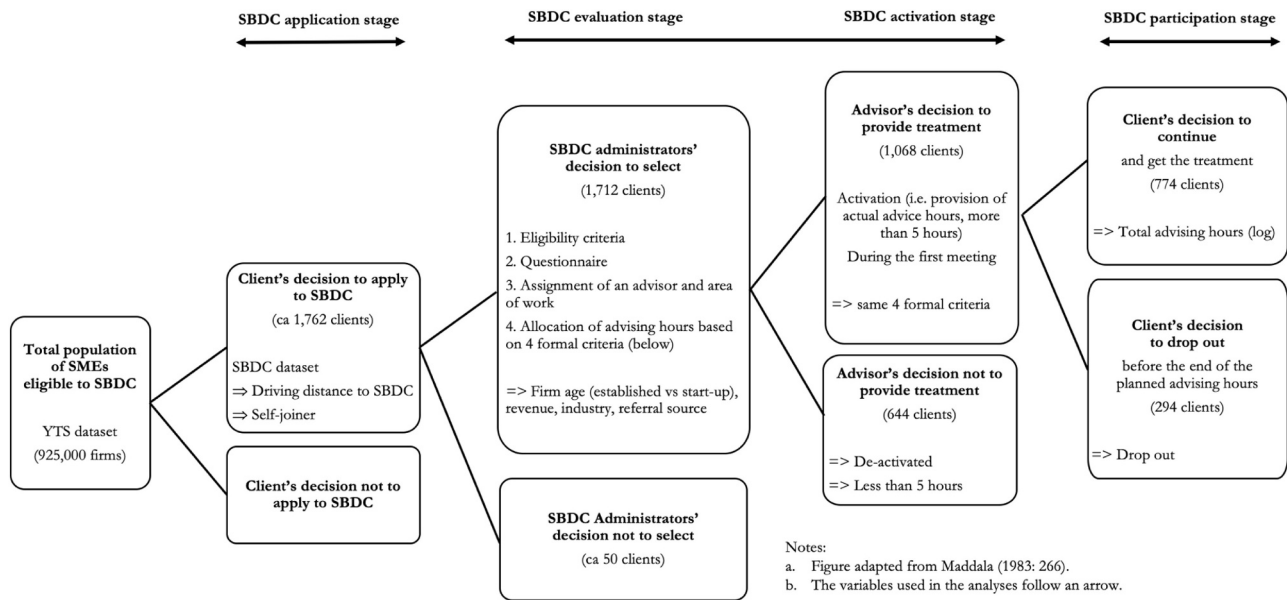 SBDC application stage
SBDC evaluation stage
SBDC activation stage
SBDC participation stage
Total population
of SMEs
eligible to SBDC
YTS dataset
(925,000 firms)
Client's decision to apply
to SBDC
(ca 1,762 clients)
SBDC dataset
⇒ Driving distance to SBDC
⇒ Self-joiner
Client's decision not to
apply to SBDC
SBDC administrators'
decision to select
(1,712 clients)
1. Eligibility criteria
2. Questionnaire
3. Assignment of an advisor and area
of work
4. Allocation of advising hours based
on 4 formal criteria (below)
=> Firm age (established vs start-up),
revenue, industry, referral source
SBDC Administrators'
decision not to select
(ca 50 clients)
Advisor's decision to
provide treatment
(1,068 clients)
Activation (i.e. provision of
actual advice hours, more
than 5 hours)
During the first meeting
=> same 4 formal criteria
Advisor's decision not to
provide treatment
(644 clients)
=> De-activated
=> Less than 5 hours
Client's decision to
continue
and get the treatment
(774 clients)
=> Total advising hours (log)
Client's decision
to drop out
before the end of the
planned advising hours
(294 clients)
=> Drop out
Notes:
a. Figure adapted from Maddala (1983: 266).
b. The variables used in the analyses follow an arrow.